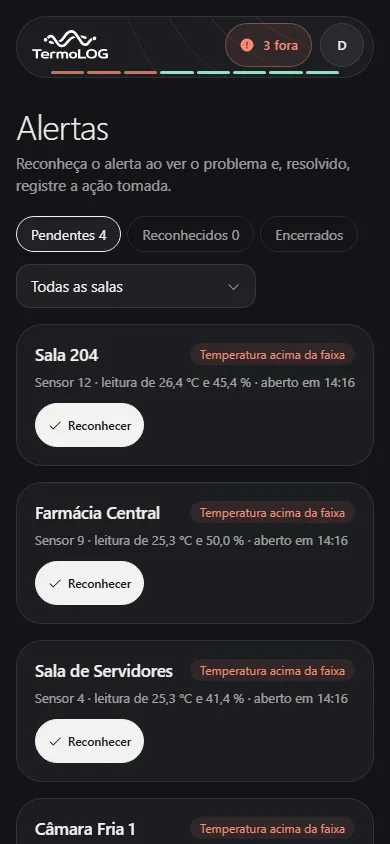 TermoLOG
3 fora
D
Alertas
Reconheça o alerta ao ver o problema e, resolvido,
registre a ação tomada.
Pendentes 4
Reconhecidos 0
Encerrados
Todas as salas
Sala 204
Temperatura acima da faixa
Sensor 12 · leitura de 26,4 °C e 45,4 % · aberto em 14:16
Reconhecer
Farmácia Central
Temperatura acima da faixa
Sensor 9 · leitura de 25,3 °C e 50,0 % · aberto em 14:16
Reconhecer
Sala de Servidores
Temperatura acima da faixa
Sensor 4 · leitura de 25,3 °C e 41,4 % · aberto em 14:16
Reconhecer
Câmara Fria 1
Temperatura acima da faixa